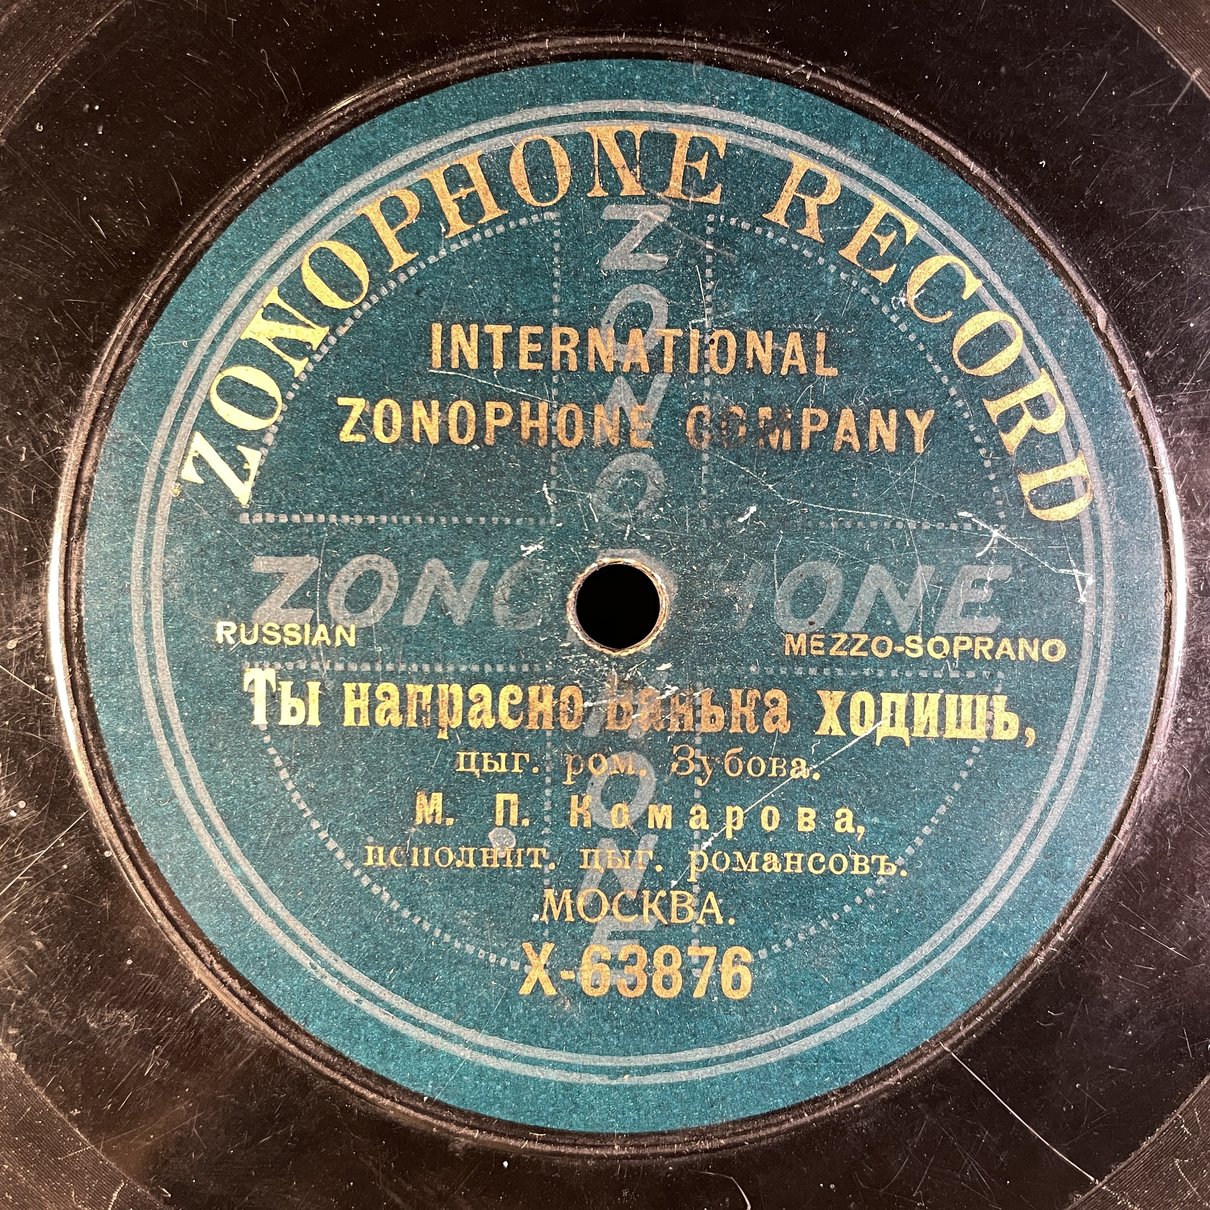 ZONOPHONE RECORD
INTERNATIONAL
ZONOPHONE COMPANY
ZONOPHONE
ZONOPHONE
RUSSIAN
MEZZO-SOPRANO
Ты напрасно Ванька ходишь,
цыг. ром. Зубова.
М. П. Комарова,
исполнит. цыг. романсовъ.
МОСКВА.
X-63876